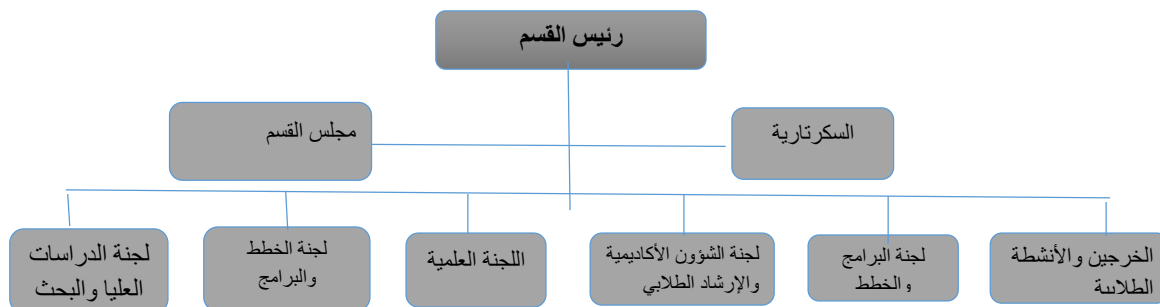 رئيس القسم
السكرتارية
مجلس القسم
الخرجين والأنشطة
الطلابية
لجنة البرامج
والخطط
لجنة الشؤون الأكاديمية
والإرشاد الطلابي
اللجنة العلمية
لجنة الخطط
والبرامج
لجنة الدراسات
العليا والبحث